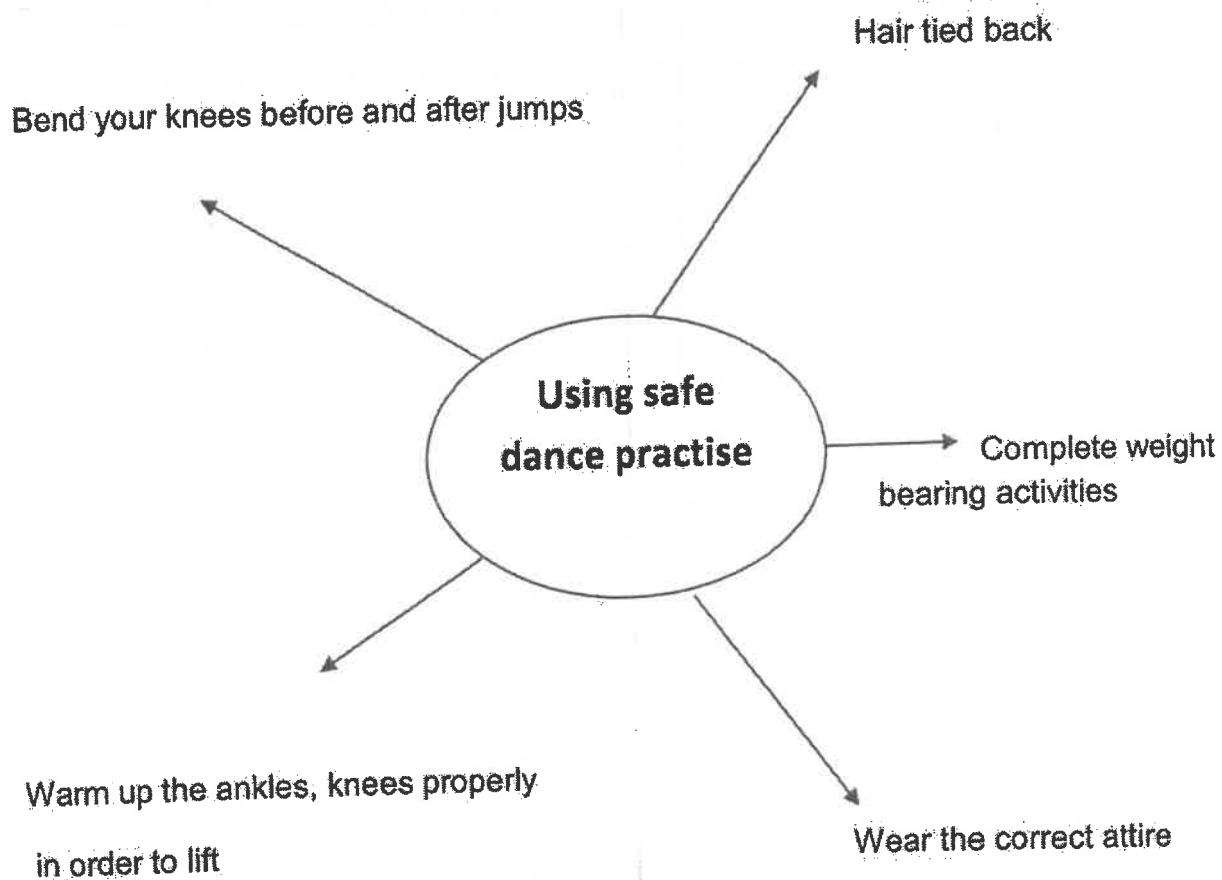 Hair tied back
Bend your knees before and after jumps
Using safe
dance practise
Complete weight
bearing activities
Warm up the ankles, knees properly
in order to lift
Wear the correct attire